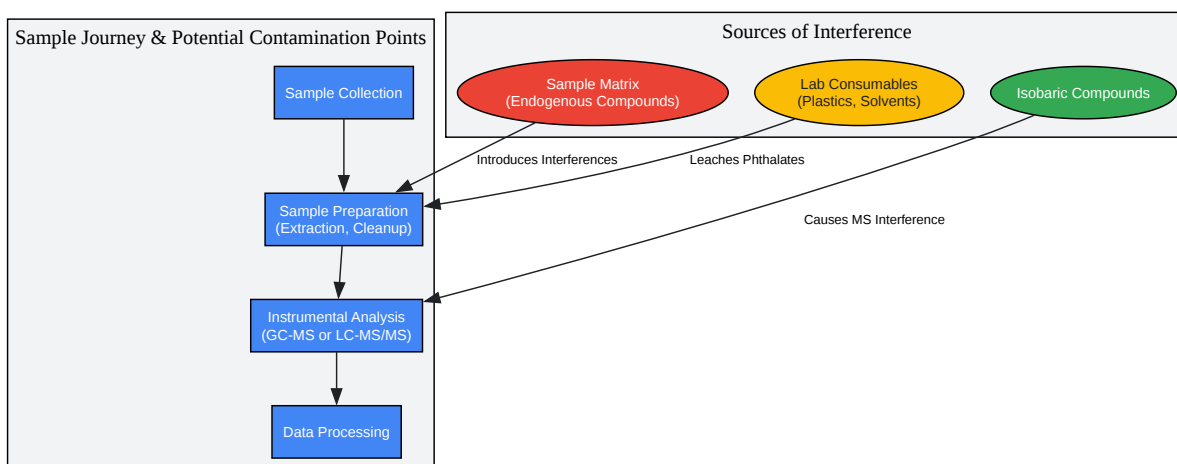 Sample Journey & Potential Contamination Points
Sample Collection
Sample Preparation
(Extraction, Cleanup)
Instrumental Analysis
(GC-MS or LC-MS/MS)
Data Processing
Sources of Interference
Sample Matrix
(Endogenous Compounds)
Lab Consumables
(Plastics, Solvents)
Isobaric Compounds
Introduces Interferences
Leaches Phthalates
Causes MS Interference